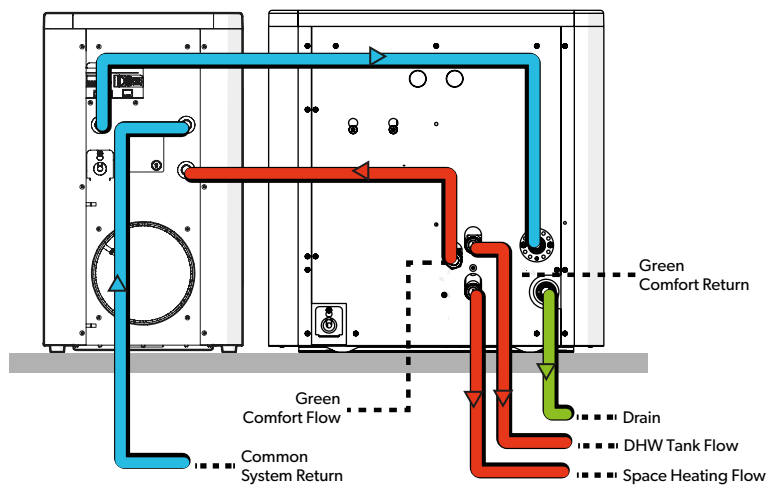 Green
Comfort Return
Green
Comfort Flow
Drain
DHW Tank Flow
Common
System Return
Space Heating Flow